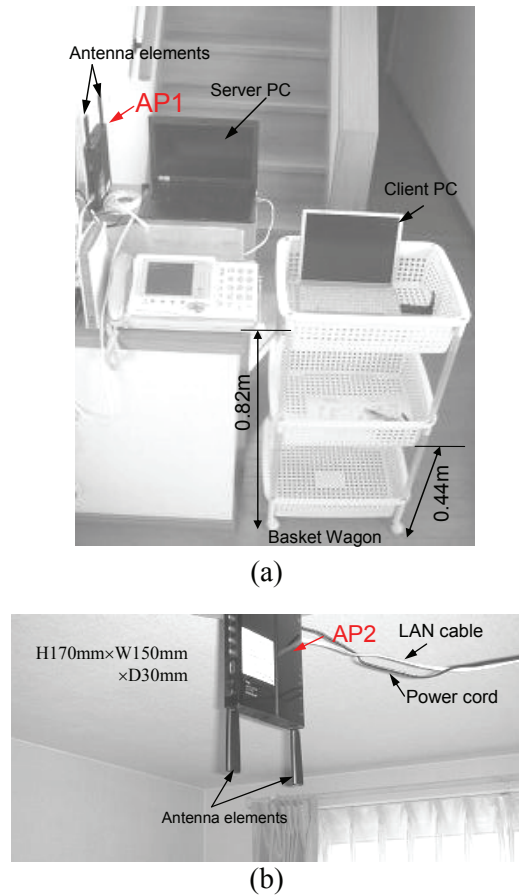 Antenna elements
AP1
Server PC
Client PC
0.82m
0.44m
Basket Wagon
(a)
H170mm×W150mm
×D30mm
AP2
LAN cable
Power cord
Antenna elements
(b)